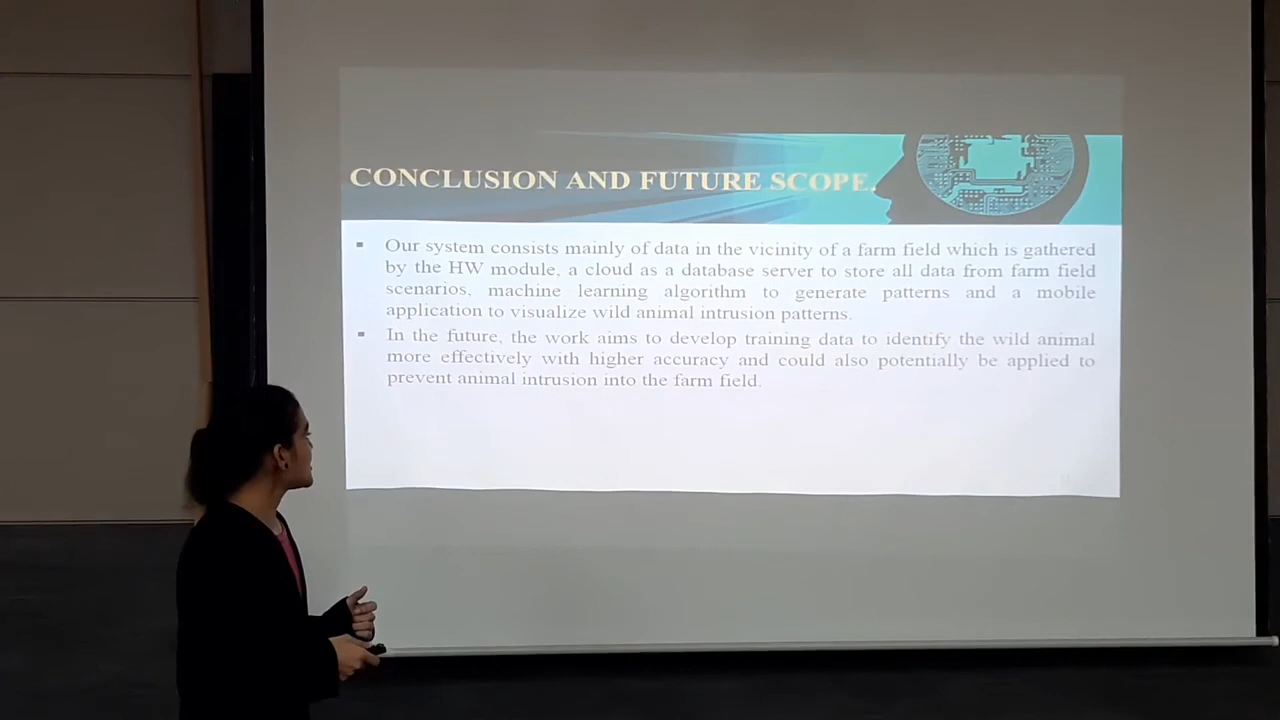 CONCLUSION AND FUTURE SCOPE.
Our system consists mainly of data in the vicinity of a farm field which is gathered
by the HW module, a cloud as a database server to store all data from farm field
scenarios, machine learning algorithm to generate patterns and a mobile
application to visualize wild animal intrusion patterns.
In the future, the work aims to develop training data to identify the wild animal
more effectively with higher accuracy and could also potentially be applied to
prevent animal intrusion into the farm field.